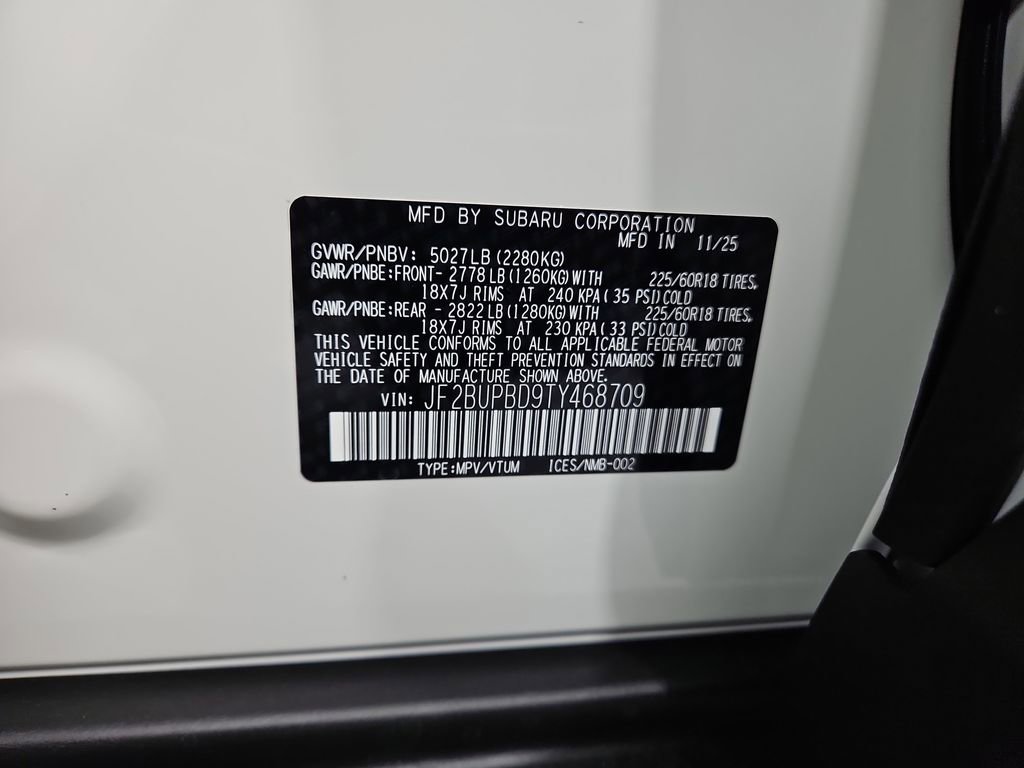 MFD BY SUBARU CORPORATION
MFD IN 11/25
GVWR/PNBV: 5027LB (2280KG)
GAWR/PNBE:FRONT- 2778 LB (1260KG) WITH 225/60R18 TIRES,
18X7J RIMS AT 240 KPA ( 35 PSI) COLD
GAWR/PNBE:REAR - 2822 LB (1280KG) WITH 225/60R18 TIRES,
18X7J RIMS AT 230 KPA ( 33 PSI) COLD
THIS VEHICLE CONFORMS TO ALL APPLICABLE FEDERAL MOTOR
VEHICLE SAFETY AND THEFT PREVENTION STANDARDS IN EFFECT ON
THE DATE OF MANUFACTURE SHOWN ABOVE.
VIN: JF2BUPBD9TY468709
TYPE:MPV/VTUM ICES/NMB-002